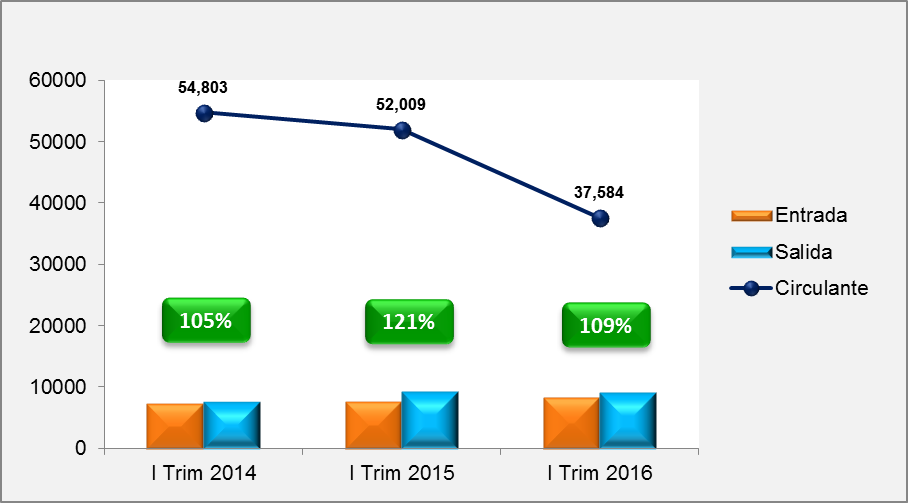 60000
50000
40000
30000
20000
10000
0
54,803
52,009
37,584
105%
121%
109%
I Trim 2014
I Trim 2015
I Trim 2016
Entrada
Salida
Circulante